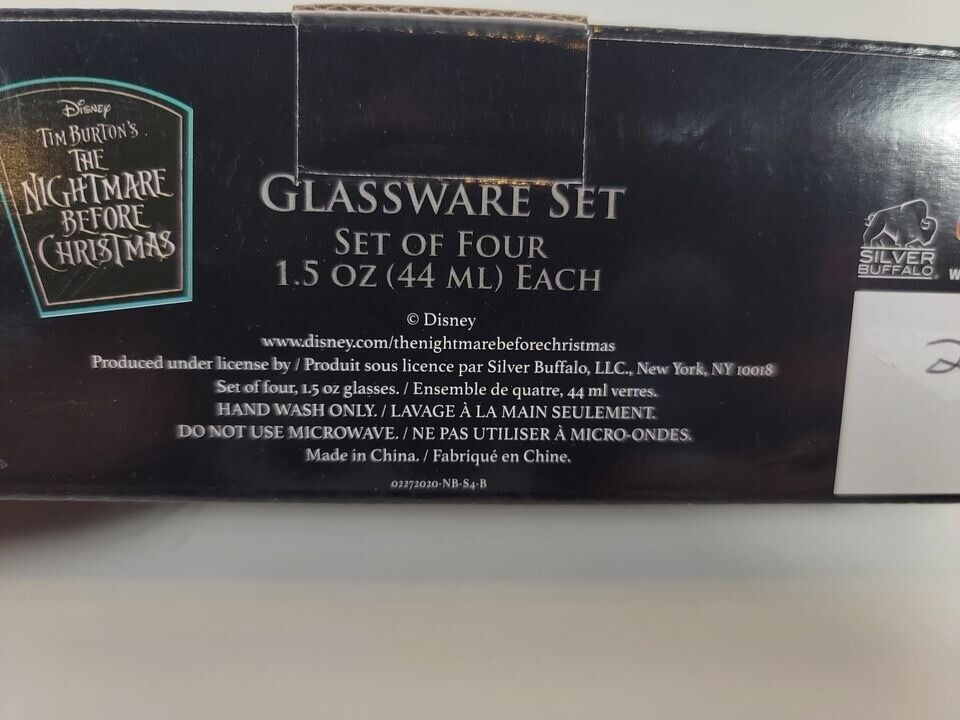 Disney
TIM BURTON'S
THE
NIGHTMARE
BEFORE
CHRISTMAS
GLASSWARE SET
SET OF FOUR
1.5 OZ (44 ML) EACH
© Disney
www.disney.com/thenightmarebeforechristmas
Produced under license by / Produit sous licence par Silver Buffalo, LLC., New York, NY 10018
Set of four, 1.5 oz glasses. / Ensemble de quatre, 44 ml verres.
HAND WASH ONLY. / LAVAGE À LA MAIN SEULEMENT.
DO NOT USE MICROWAVE. / NE PAS UTILISER À MICRO-ONDES.
Made in China. / Fabriqué en Chine.
02272020-NB-S4-B
SILVER
BUFFALO®
2